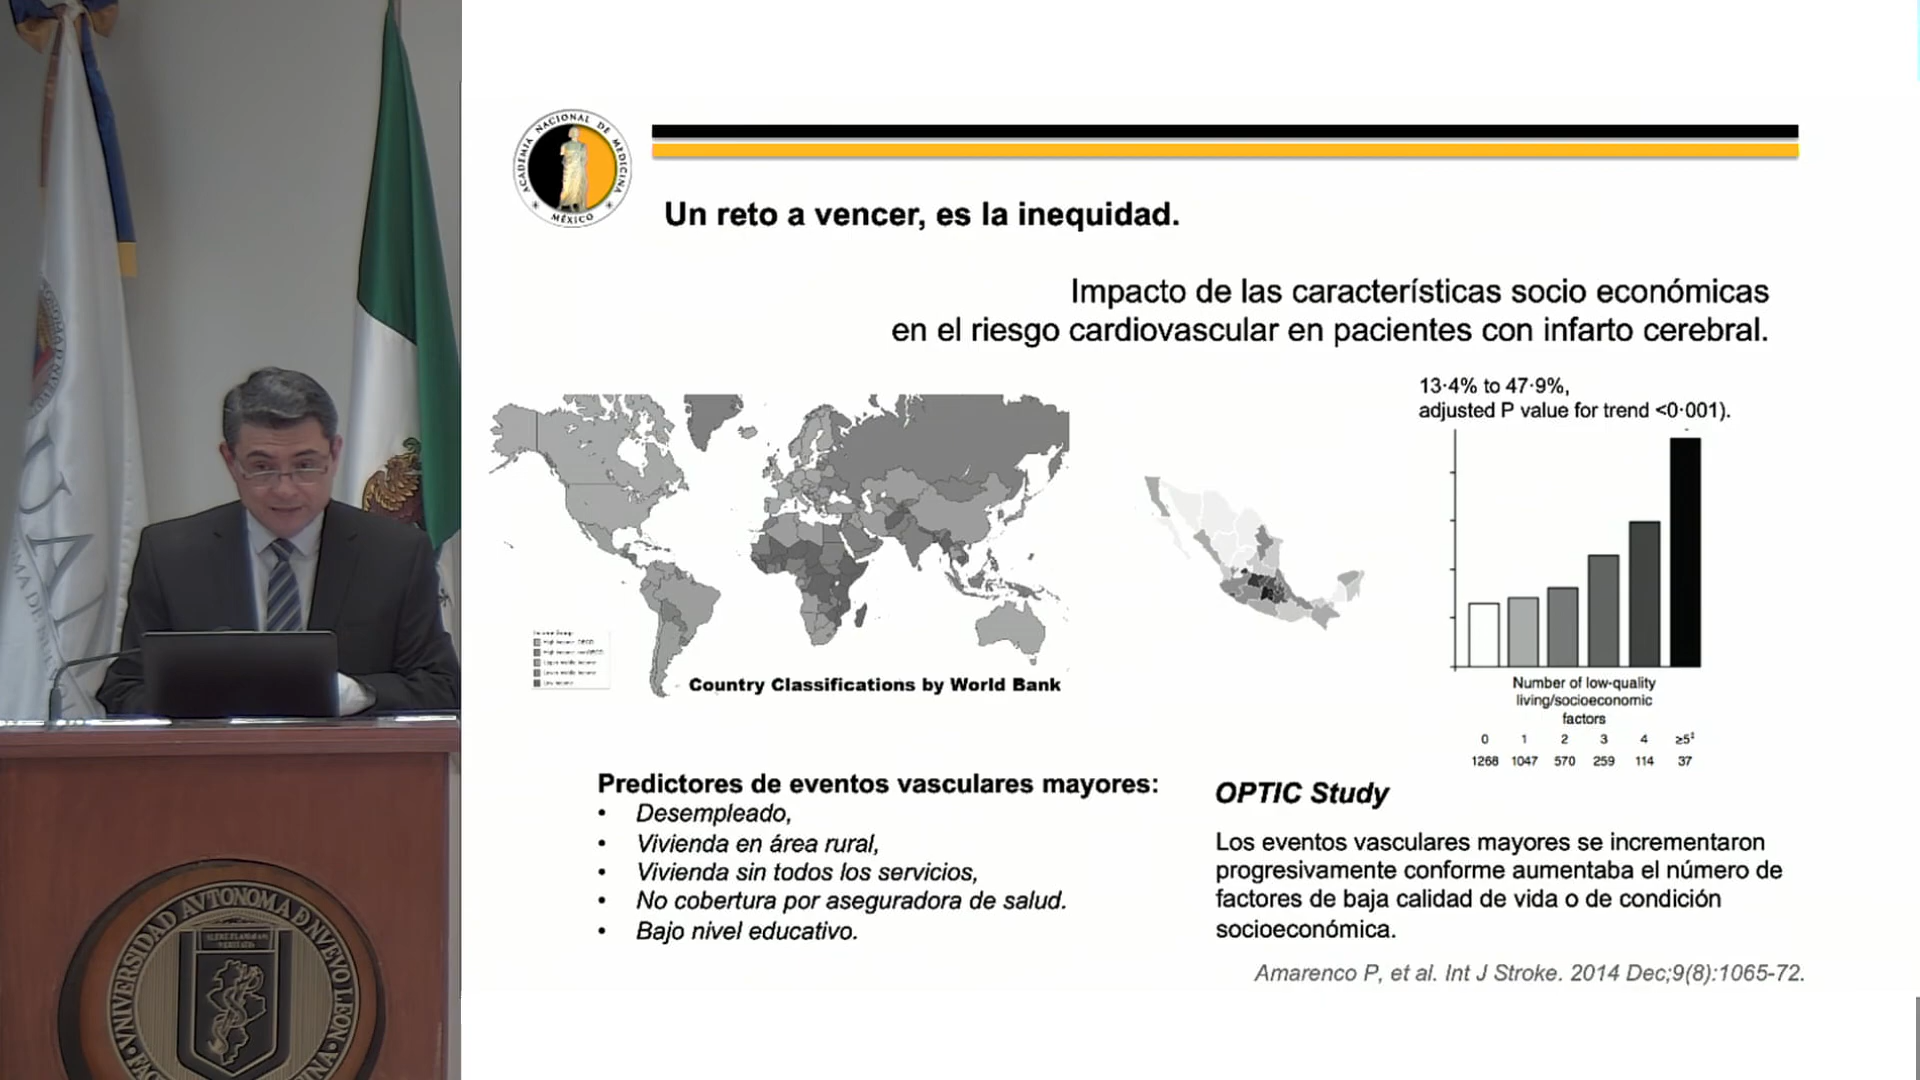 ACADEMIA NACIONAL DE MEDICINA
MÉXICO
Un reto a vencer, es la inequidad.
Impacto de las características socio económicas
en el riesgo cardiovascular en pacientes con infarto cerebral.
13·4% to 47·9%,
adjusted P value for trend <0·001).
Country Classifications by World Bank
Number of low-quality
living/socioeconomic
factors
0 1 2 3 4 ≥5‡
1268 1047 570 259 114 37
Predictores de eventos vasculares mayores:
• Desempleado,
• Vivienda en área rural,
• Vivienda sin todos los servicios,
• No cobertura por aseguradora de salud.
• Bajo nivel educativo.
OPTIC Study
Los eventos vasculares mayores se incrementaron
progresivamente conforme aumentaba el número de
factores de baja calidad de vida o de condición
socioeconómica.
Amarenco P, et al. Int J Stroke. 2014 Dec;9(8):1065-72.
UNIVERSIDAD AVTONOMA D NVEVO LEON